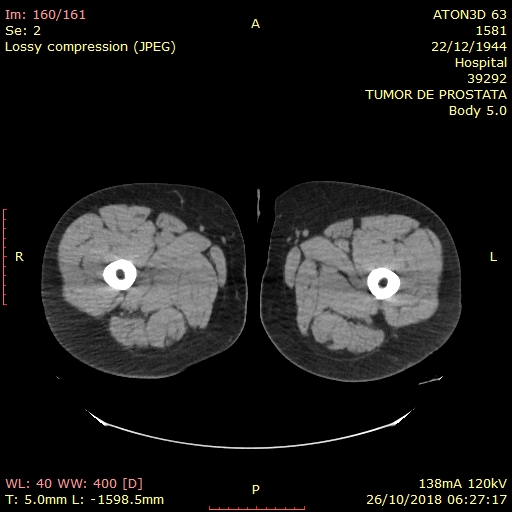 Im: 160/161
Se: 2
Lossy compression (JPEG)
A
ATON3D 63
1581
22/12/1944
Hospital
39292
TUMOR DE PROSTATA
Body 5.0
R
L
WL: 40 WW: 400 [D]
T: 5.0mm L: -1598.5mm
P
138mA 120kV
26/10/2018 06:27:17